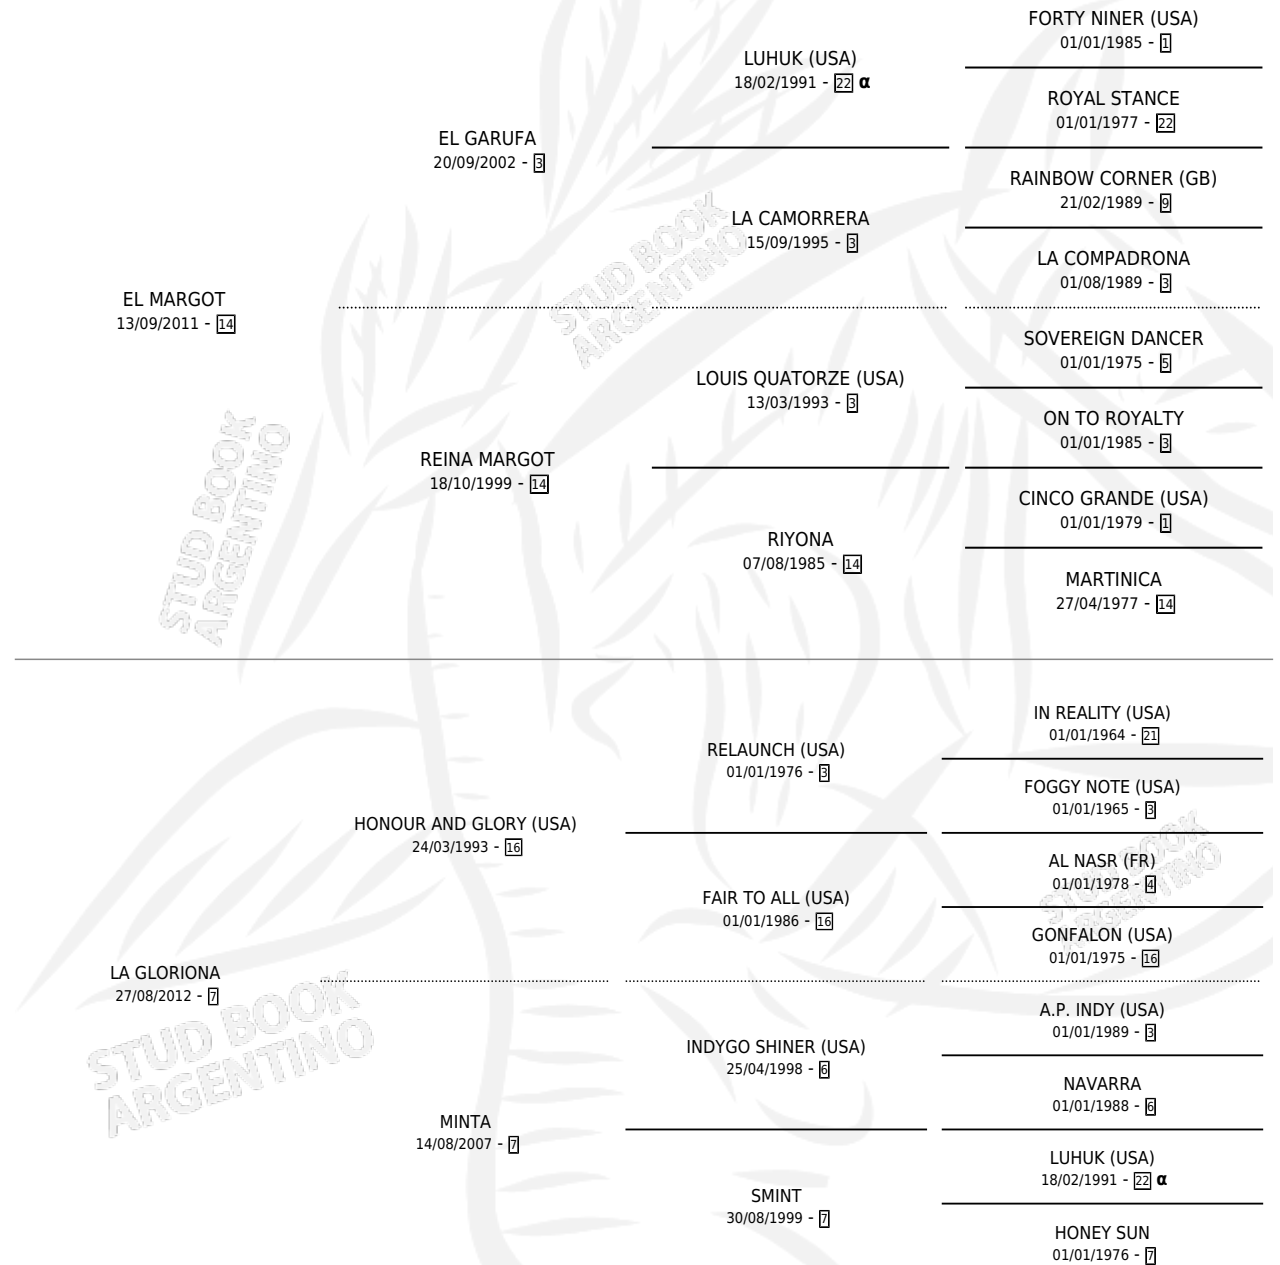 FORTY NINER (USA)
01/01/1985 - 1
LUHUK (USA)
18/02/1991 - 22 α
ROYAL STANCE
01/01/1977 - 22
EL GARUFA
20/09/2002 - 3
RAINBOW CORNER (GB)
21/02/1989 - 9
LA CAMORRERA
15/09/1995 - 3
LA COMPADRONA
01/08/1989 - 3
EL MARGOT
13/09/2011 - 14
STUD BOOK
ARGENTINO
SOVEREIGN DANCER
01/01/1975 - 5
LOUIS QUATORZE (USA)
13/03/1993 - 3
ON TO ROYALTY
01/01/1985 - 3
REINA MARGOT
18/10/1999 - 14
CINCO GRANDE (USA)
01/01/1979 - 1
RIYONA
07/08/1985 - 14
MARTINICA
27/04/1977 - 14
STUD BOOK
ARGENTINO
IN REALITY (USA)
01/01/1964 - 21
RELAUNCH (USA)
01/01/1976 - 3
FOGGY NOTE (USA)
01/01/1965 - 3
HONOUR AND GLORY (USA)
24/03/1993 - 16
AL NASR (FR)
01/01/1978 - 4
STUD BOOK
ARGENTINO
FAIR TO ALL (USA)
01/01/1986 - 16
GONFALON (USA)
01/01/1975 - 16
LA GLORIONA
27/08/2012 - 7
STUD BOOK
ARGENTINO
A.P. INDY (USA)
01/01/1989 - 3
INDYGO SHINER (USA)
25/04/1998 - 6
NAVARRA
01/01/1988 - 6
MINTA
14/08/2007 - 7
LUHUK (USA)
18/02/1991 - 22 α
SMINT
30/08/1999 - 7
HONEY SUN
01/01/1976 - 7